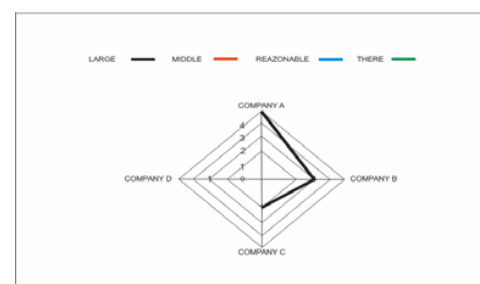 LARGE MIDDLE REAZONABLE THERE
COMPANY A
4
3
2
1
COMPANY D 1 0 COMPANY B
COMPANY C